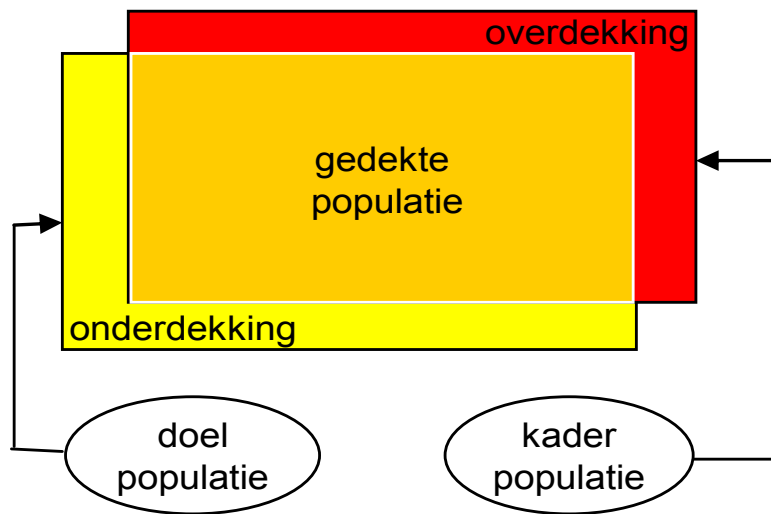 overdekking
gedekte
populatie
onderdekking
doel
populatie
kader
populatie